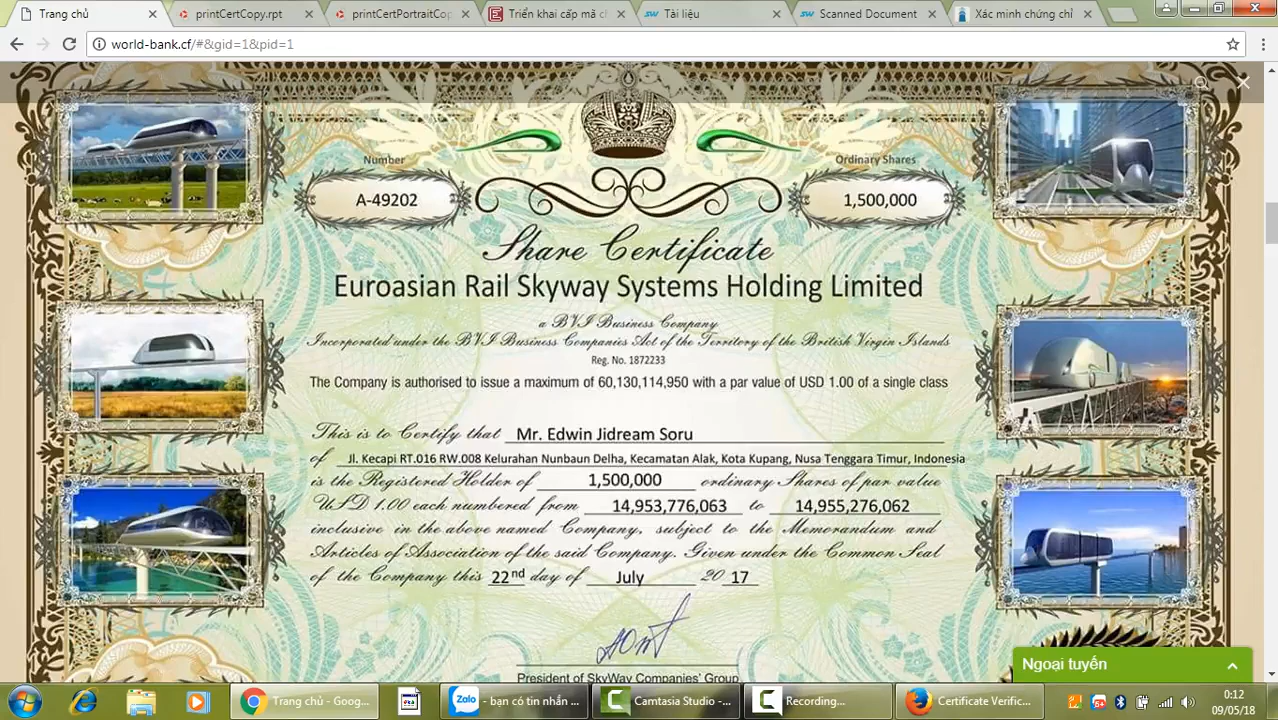 Trang chủ
printCertCopy.rpt
printCertPortraitCop
Triển khai cấp mã c
Tài liệu
Scanned Document
Xác minh chứng chỉ
world-bank.cf/#&gid=1&pid=1
Number
Ordinary Shares
A-49202
1,500,000
Share Certificate
Euroasian Rail Skyway Systems Holding Limited
a BVI Business Company
Incorporated under the BVI Business Companies Act of the Territory of the British Virgin Islands
Reg. No. 1872233
The Company is authorised to issue a maximum of 60,130,114,950 with a par value of USD 1.00 of a single class
This is to Certify that Mr. Edwin Jidream Soru
of Jl. Kecapi RT.016 RW.008 Kelurahan Nunbaun Delha, Kecamatan Alak, Kota Kupang, Nusa Tenggara Timur, Indonesia
is the Registered Holder of 1,500,000 ordinary Shares of par value
USD 1.00 each numbered from 14,953,776,063 to 14,955,276,062
inclusive in the above named Company, subject to the Memorandum and
Articles of Association of the said Company. Given under the Common Seal
of the Company this 22nd day of July 20 17
President of SkyWay Companies' Group
Ngoại tuyến
Trang chủ - Goog...
Zalo
- bạn có tin nhắn ...
Camtasia Studio -...
Recording...
Certificate Verific...
0:12
09/05/18